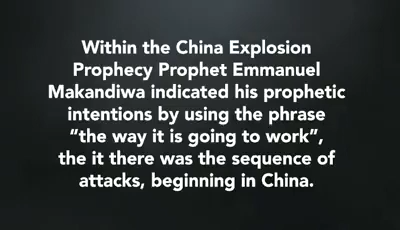 Within the China Explosion
Prophecy Prophet Emmanuel
Makandiwa indicated his prophetic
intentions by using the phrase
“the way it is going to work”,
the it there was the sequence of
attacks, beginning in China.